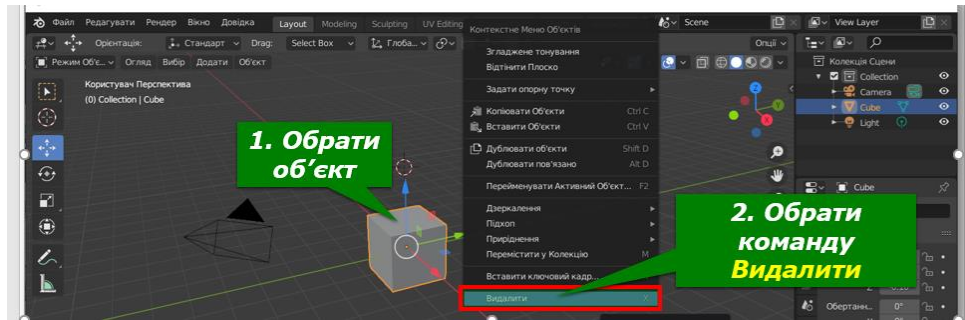 Файл Редагувати Рендер Вікно Довідка Layout Modeling Sculpting UV Editing Scene View Layer
Орієнтація: Стандарт Drag: Select Box Глоба... Опції
Режим Об'є... Огляд Вибір Додати Об'єкт
Користувач Перспектива
(0) Collection | Cube
1. Обрати
об’єкт
Контекстне Меню Об'єктів
Згладжене тонування
Відтінити Плоско
Задати опорну точку
Копіювати Об'єкти Ctrl C
Вставити Об'єкти Ctrl V
Дублювати об'єкти Shift D
Дублювати пов'язано Alt D
Перейменувати Активний Об'єкт... F2
Дзеркалення
Підхоп
Приріднення
Перемістити у Колекцію M
Вставити ключовий кадр...
Видалити X
2. Обрати
команду
Видалити
Колекція Сцени
Collection
Camera
Cube
Light
Cube
Обертанн... 0°